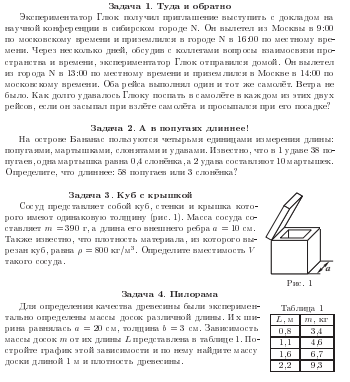 Задача 1. Туда и обратно
Экспериментатор Глюк получил приглашение выступить с докладом на
научной конференции в сибирском городе N. Он вылетел из Москвы в 9:00
по московскому времени и приземлился в городе N в 16:00 по местному вре-
мени. Через несколько дней, обсудив с коллегами вопросы взаимосвязи про-
странства и времени, экспериментатор Глюк отправился домой. Он вылетел
из города N в 13:00 по местному времени и приземлился в Москве в 14:00 по
московскому времени. Оба рейса выполнял один и тот же самолёт. Ветра не
было. Как долго удавалось Глюку поспать в самолёте в каждом из этих двух
рейсов, если он засыпал при взлёте самолёта и просыпался при его посадке?
Задача 2. А в попугаях длиннее!
На острове Бананас пользуются четырьмя единицами измерения длины:
попугаями, мартышками, слонятами и удавами. Известно, что в 1 удаве 38 по-
пугаев, одна мартышка равна 0,4 слонёнка, а 2 удава составляют 10 мартышек.
Определите, что длиннее: 58 попугаев или 3 слонёнка?
Задача 3. Куб с крышкой
Сосуд представляет собой куб, стенки и крышка кото-
рого имеют одинаковую толщину (рис. 1). Масса сосуда со-
ставляет m = 390 г, а длина его внешнего ребра a = 10 см.
Также известно, что плотность материала, из которого вы-
резан куб, равна ρ = 800 кг/м³. Определите вместимость V
такого сосуда.
a
Рис. 1
Задача 4. Пилорама
Для определения качества древесины были эксперимен-
тально определены массы досок различной длины. Их ши-
рина равнялась a = 20 см, толщина b = 3 см. Зависимость
массы досок m от их длины L представлена в таблице 1. По-
стройте график этой зависимости и по нему найдите массу
доски длиной 1 м и плотность древесины.
Таблица 1
L, м m, кг
0,8 3,4
1,1 4,6
1,6 6,7
2,2 9,3